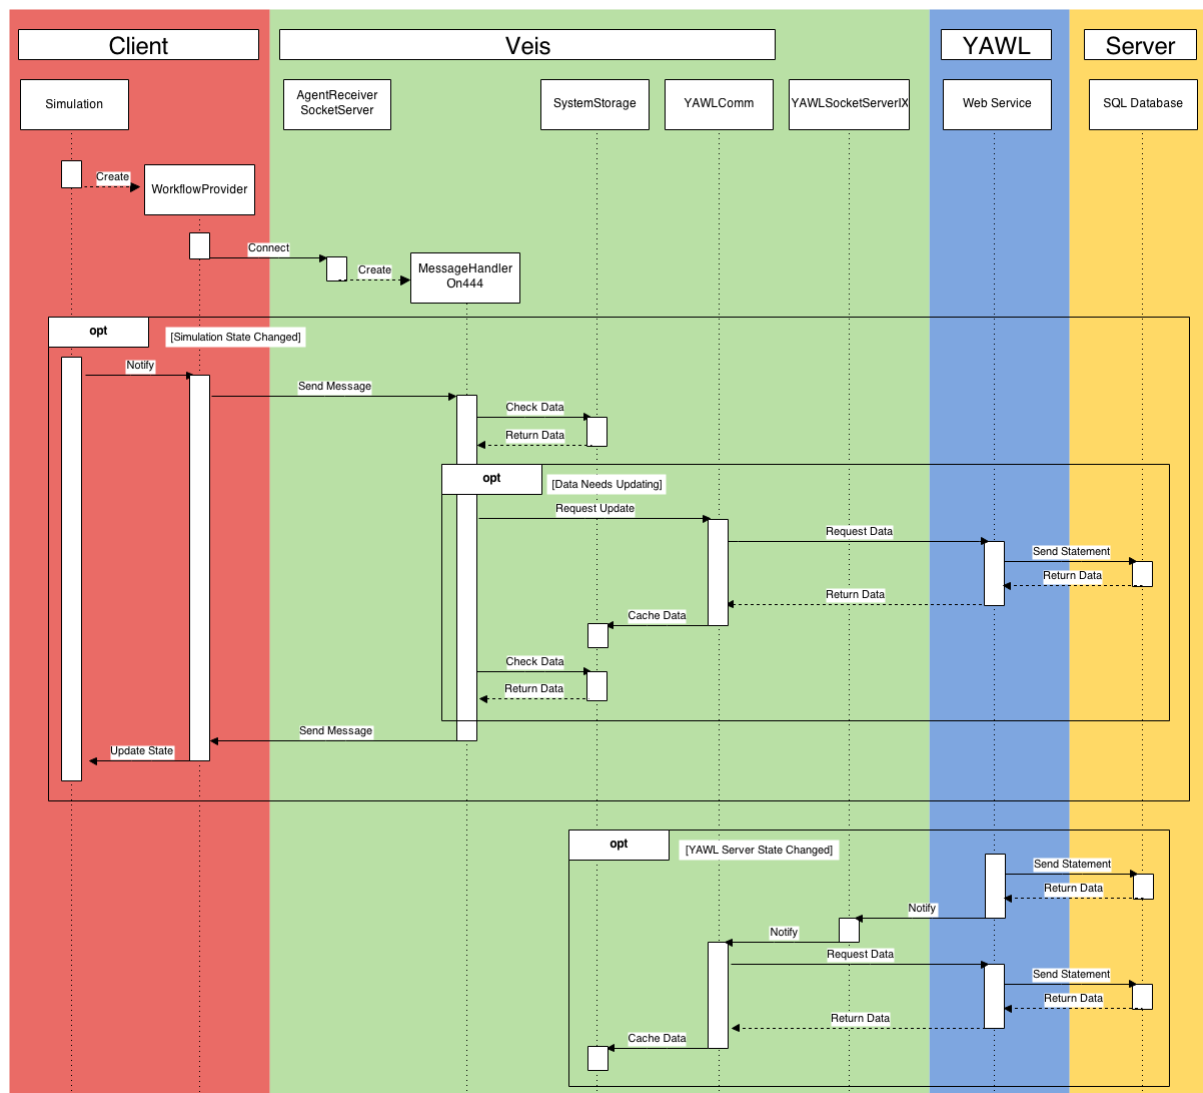 Client
Veis
YAWL
Server
Simulation
AgentReceiver
SocketServer
SystemStorage
YAWLComm
YAWLSocketServerIX
Web Service
SQL Database
Create
WorkflowProvider
Connect
Create
MessageHandler
On444
opt
[Simulation State Changed]
Notify
Send Message
Check Data
Return Data
opt
[Data Needs Updating]
Request Update
Request Data
Send Statement
Return Data
Return Data
Cache Data
Check Data
Return Data
Send Message
Update State
opt
[YAWL Server State Changed]
Send Statement
Return Data
Notify
Notify
Request Data
Send Statement
Return Data
Return Data
Cache Data